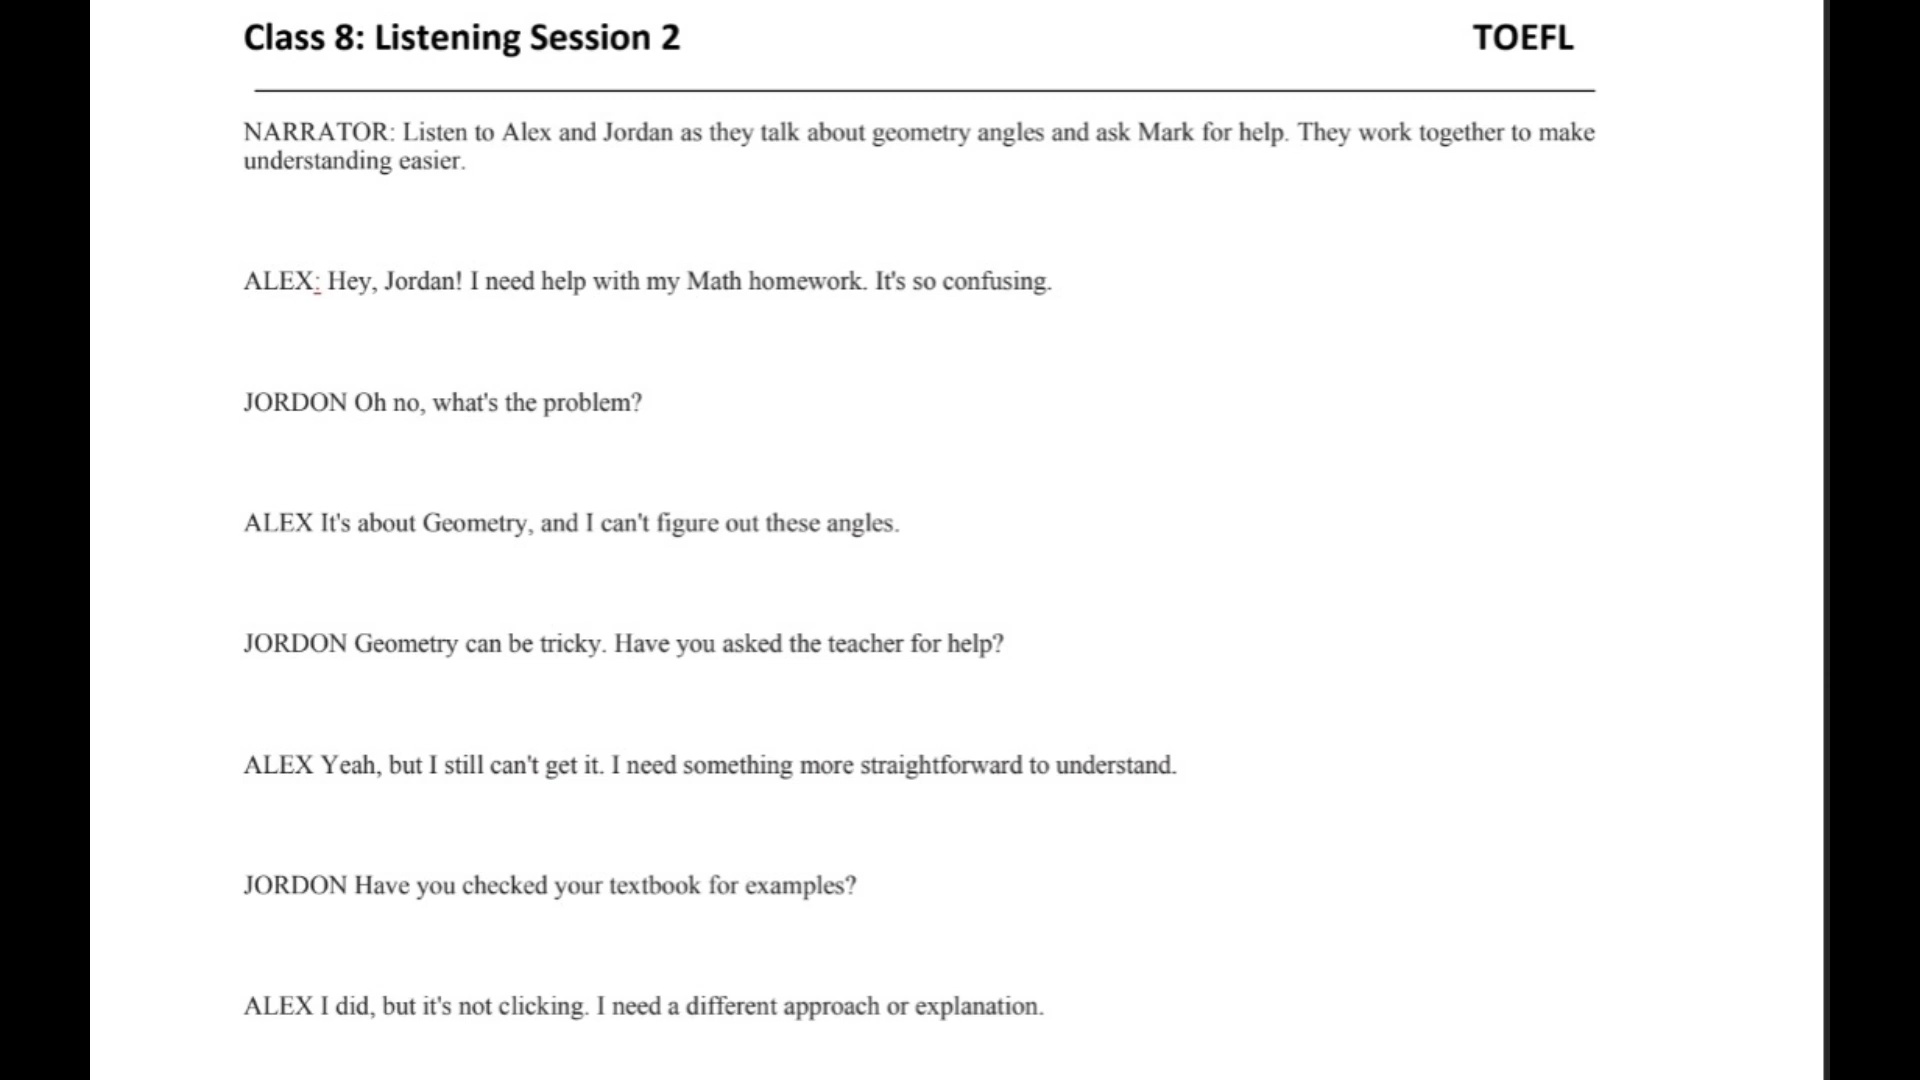 Class 8: Listening Session 2 TOEFL
NARRATOR: Listen to Alex and Jordan as they talk about geometry angles and ask Mark for help. They work together to make
understanding easier.
ALEX: Hey, Jordan! I need help with my Math homework. It's so confusing.
JORDON Oh no, what's the problem?
ALEX It's about Geometry, and I can't figure out these angles.
JORDON Geometry can be tricky. Have you asked the teacher for help?
ALEX Yeah, but I still can't get it. I need something more straightforward to understand.
JORDON Have you checked your textbook for examples?
ALEX I did, but it's not clicking. I need a different approach or explanation.